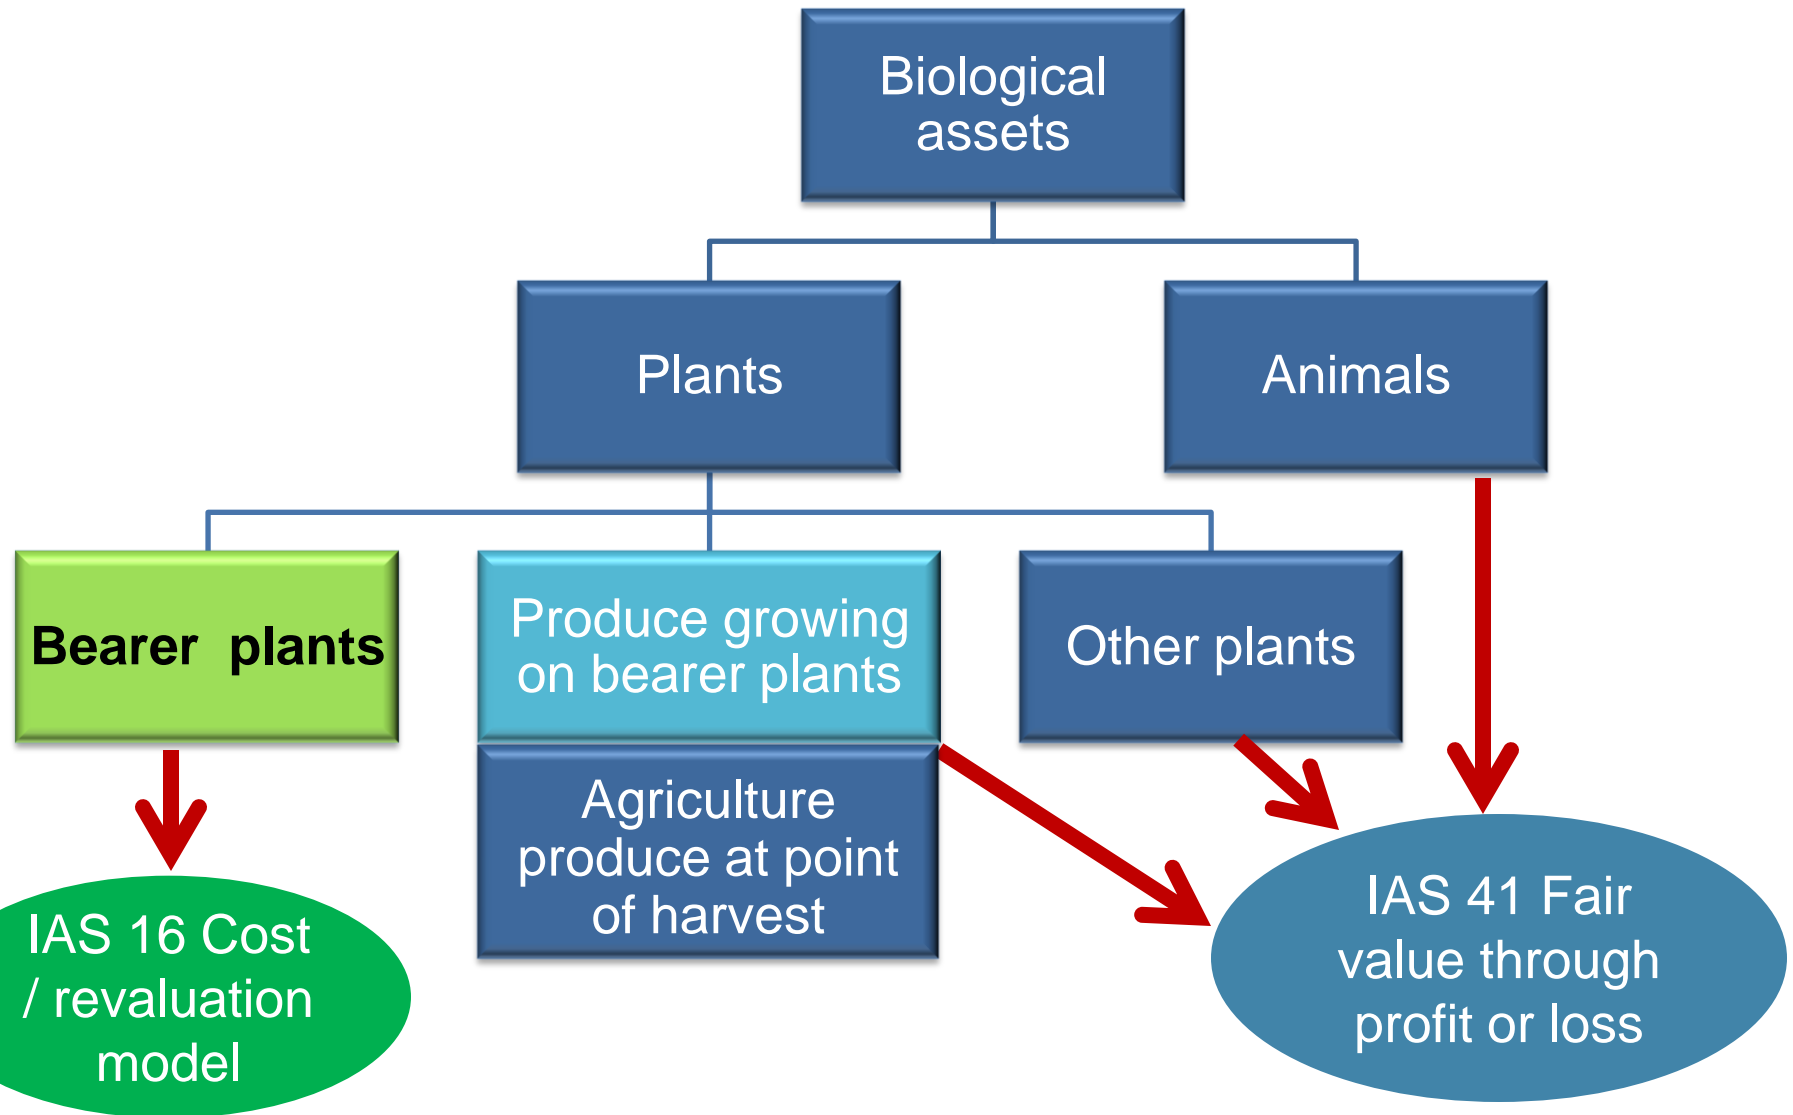 Biological
assets
Plants
Animals
Bearer plants
Produce growing
on bearer plants
Other plants
Agriculture
produce at point
of harvest
IAS 16 Cost
/ revaluation
model
IAS 41 Fair
value through
profit or loss